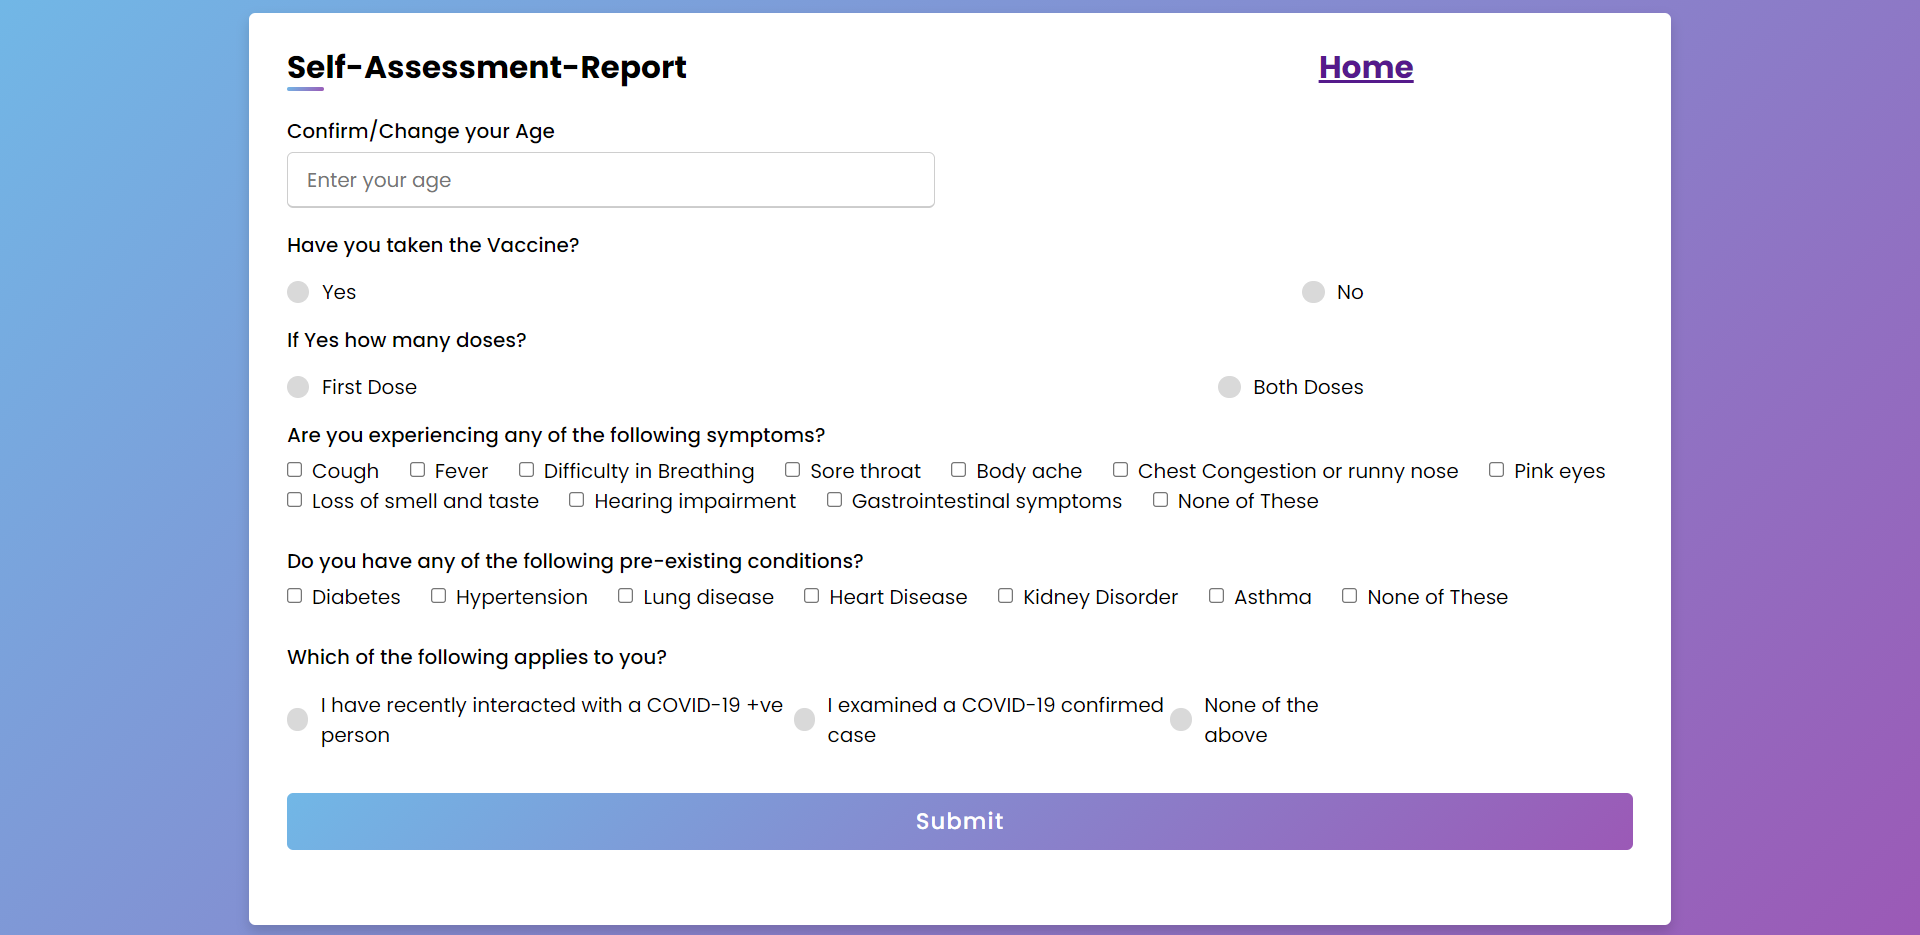 Self-Assessment-Report Home
Confirm/Change your Age
Enter your age
Have you taken the Vaccine?
Yes No
If Yes how many doses?
First Dose Both Doses
Are you experiencing any of the following symptoms?
Cough Fever Difficulty in Breathing Sore throat Body ache Chest Congestion or runny nose Pink eyes
Loss of smell and taste Hearing impairment Gastrointestinal symptoms None of These
Do you have any of the following pre-existing conditions?
Diabetes Hypertension Lung disease Heart Disease Kidney Disorder Asthma None of These
Which of the following applies to you?
I have recently interacted with a COVID-19 +ve
person
I examined a COVID-19 confirmed
case
None of the
above
Submit